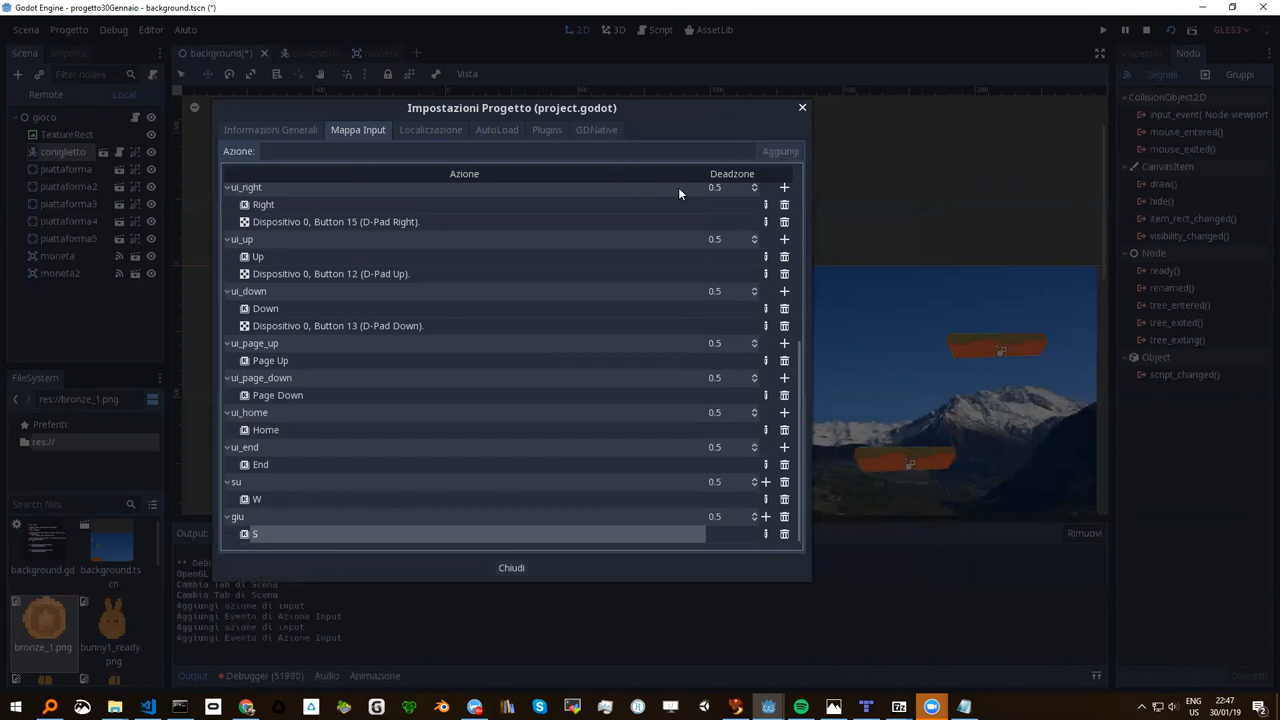 Godot Engine - progetto30Gennaio - background.tscn (*)
Scena Progetto Debug Editor Aiuto
2D 3D Script AssetLib
GLES3
Scena Importa
background(*) coniglietto moneta
Inspector Nodo
Filter nodes
Vista
Segnali Gruppi
Remote Local
gioco
TextureRect
coniglietto
piattaforma
piattaforma2
piattaforma3
piattaforma4
piattaforma5
moneta
moneta2
FileSystem
res://bronze_1.png
Preferiti:
res://
Search files
background.gd
background.tscn
bronze_1.png
bunny1_ready.png
Impostazioni Progetto (project.godot)
Informazioni Generali Mappa Input Localizzazione AutoLoad Plugins GDNative
Azione: Aggiungi
Azione Deadzone
ui_right 0.5
Right
Dispositivo 0, Button 15 (D-Pad Right).
ui_up 0.5
Up
Dispositivo 0, Button 12 (D-Pad Up).
ui_down 0.5
Down
Dispositivo 0, Button 13 (D-Pad Down).
ui_page_up 0.5
Page Up
ui_page_down 0.5
Page Down
ui_home 0.5
Home
ui_end 0.5
End
su 0.5
W
giu 0.5
S
Chiudi
CollisionObject2D
input_event( Node viewport
mouse_entered()
mouse_exited()
CanvasItem
draw()
hide()
item_rect_changed()
visibility_changed()
Node
ready()
renamed()
tree_entered()
tree_exited()
tree_exiting()
Object
script_changed()
Connetti
Output: Rimuovi
** Debu
OpenGL
Cambia Tab di Scena
Cambia Tab di Scena
Aggiungi azione di input
Aggiungi Evento di Azione Input
Aggiungi azione di input
Aggiungi Evento di Azione Input
Output Debugger (51990) Audio Animazione
ENG
US
22:47
30/01/19
2